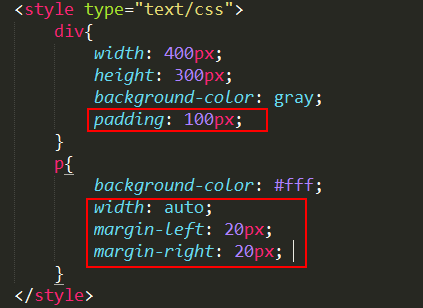 <style type="text/css">
div{
width: 400px;
height: 300px;
background-color: gray;
padding: 100px;
}
p{
background-color: #fff;
width: auto;
margin-left: 20px;
margin-right: 20px;
}
</style>